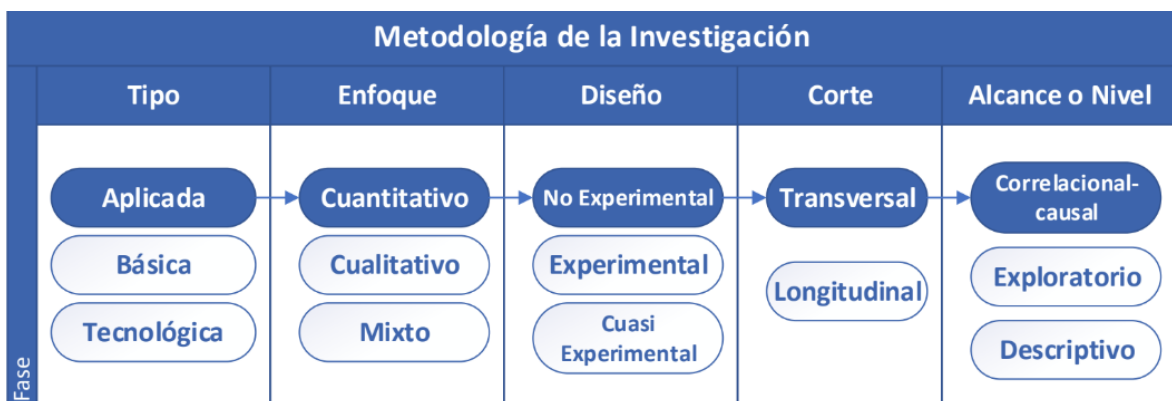 Metodología de la Investigación
Tipo
Enfoque
Diseño
Corte
Alcance o Nivel
Aplicada
Cuantitativo
No Experimental
Transversal
Correlacional-
causal
Básica
Cualitativo
Experimental
Longitudinal
Exploratorio
Tecnológica
Mixto
Cuasi
Experimental
Descriptivo
Fase